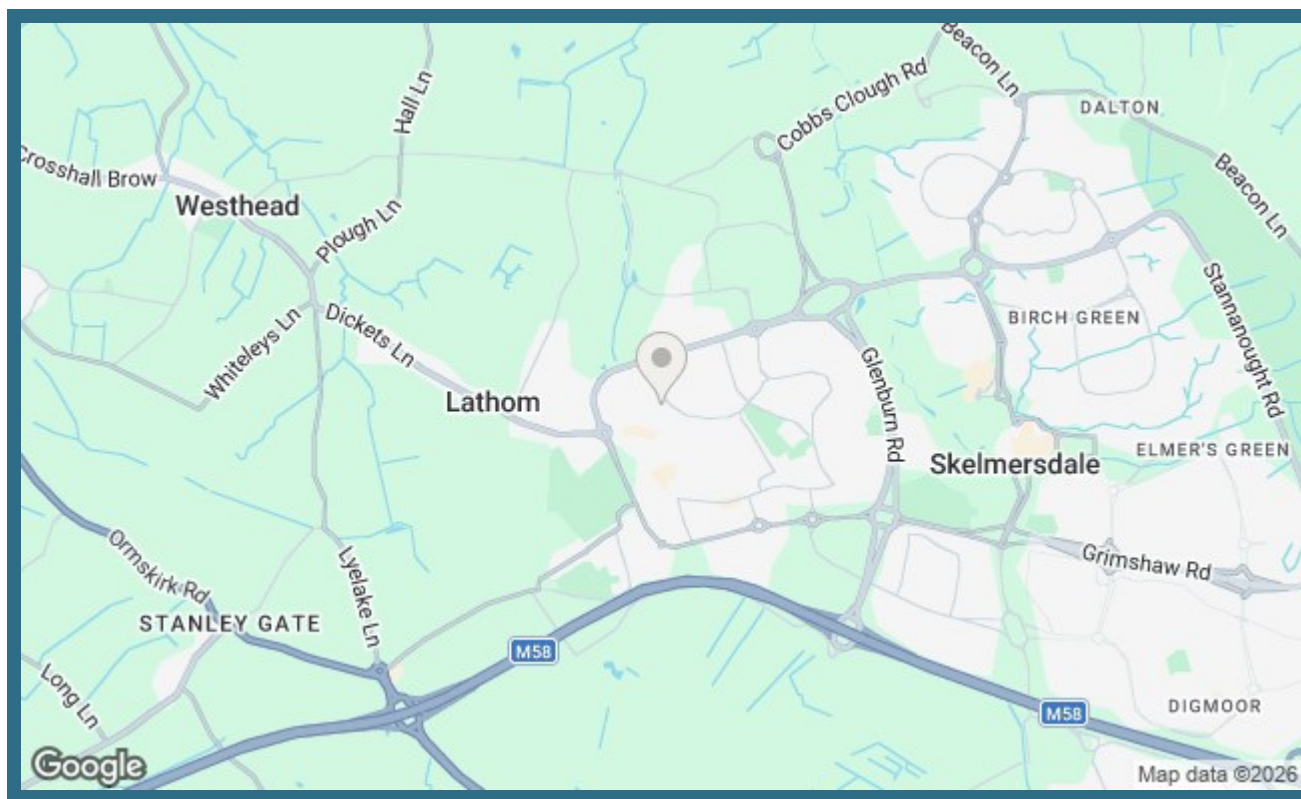 Beacon Ln
Cobbs Clough Rd
DALTON
Hall Ln
Crosshall Brow
Beacon Ln
Westhead
Plough Ln
Stannanought Rd
BIRCH GREEN
Dickets Ln
Whiteleys Ln
Glenburn Rd
Lathom
ELMER'S GREEN
Skelmersdale
Ormskirk Rd
Lyelake Ln
Grimshaw Rd
STANLEY GATE
M58
Long Ln
DIGMOOR
M58
Google
Map data ©2026